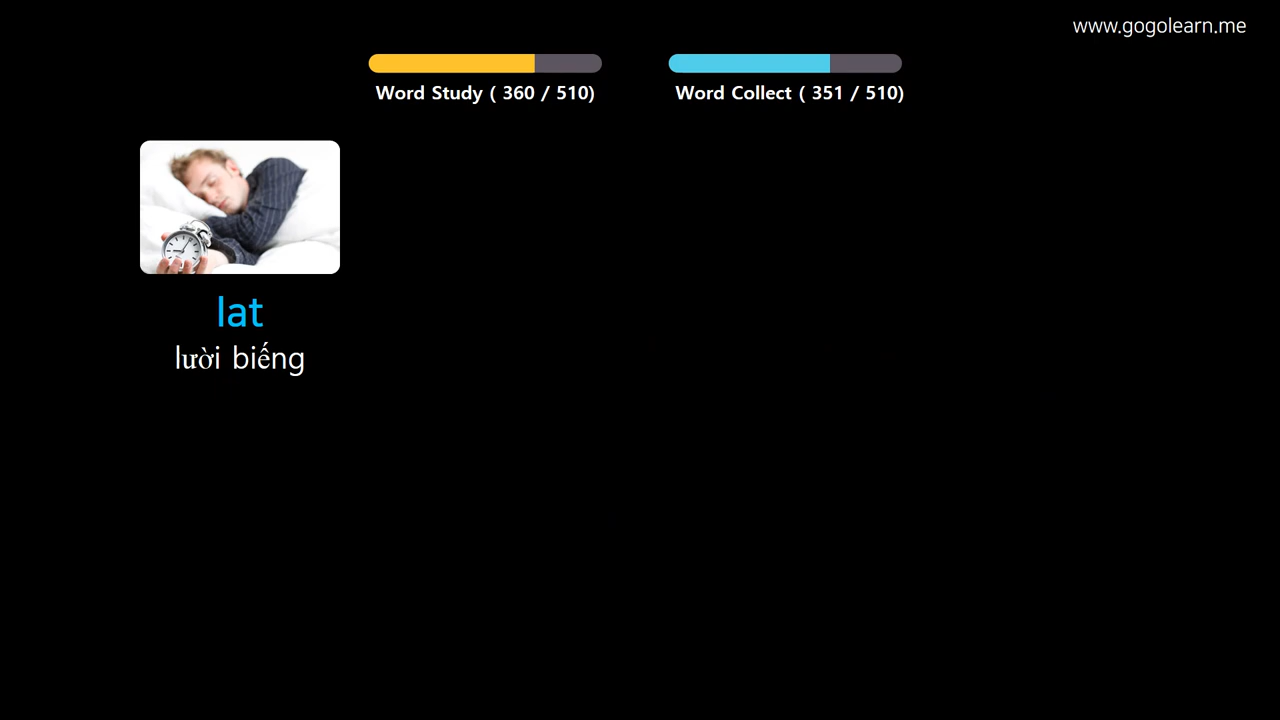 www.gogolearn.me
Word Study ( 360 / 510)
Word Collect ( 351 / 510)
lat
lười biếng